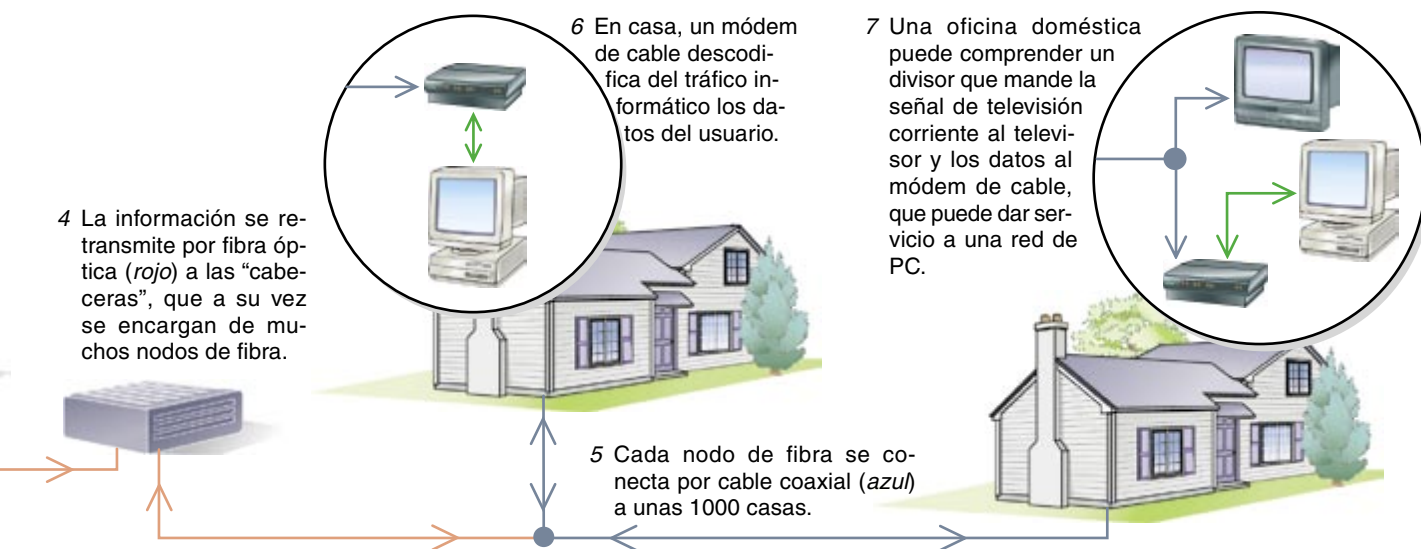 4 La información se re-
transmite por fibra óp-
tica (rojo) a las “cabe-
ceras”, que a su vez
se encargan de mu-
chos nodos de fibra.
5 Cada nodo de fibra se co-
necta por cable coaxial (azul)
a unas 1000 casas.
6 En casa, un módem
de cable descodi-
fica del tráfico in-
formático los da-
tos del usuario.
7 Una oficina doméstica
puede comprender un
divisor que mande la
señal de televisión
corriente al televi-
sor y los datos al
módem de cable,
que puede dar ser-
vicio a una red de
PC.